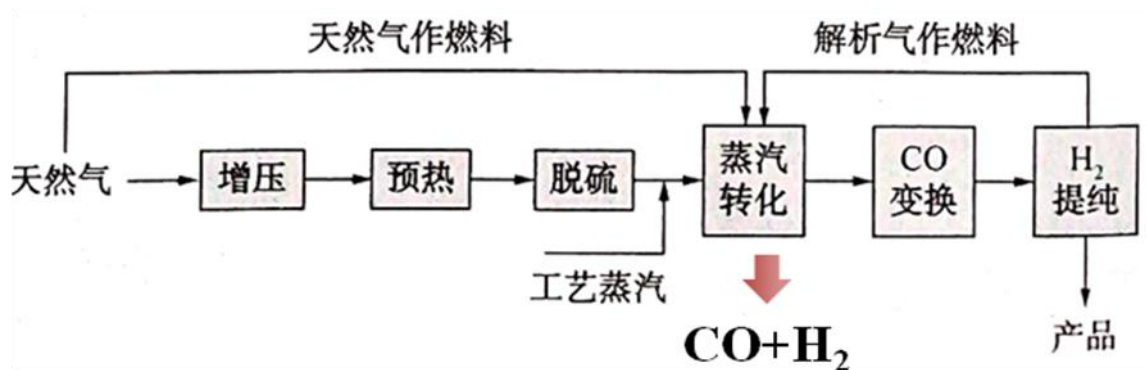 天然气作燃料
解析气作燃料
天然气
增压
预热
脱硫
蒸汽
转化
CO
变换
H₂
提纯
工艺蒸汽
CO+H₂
产品